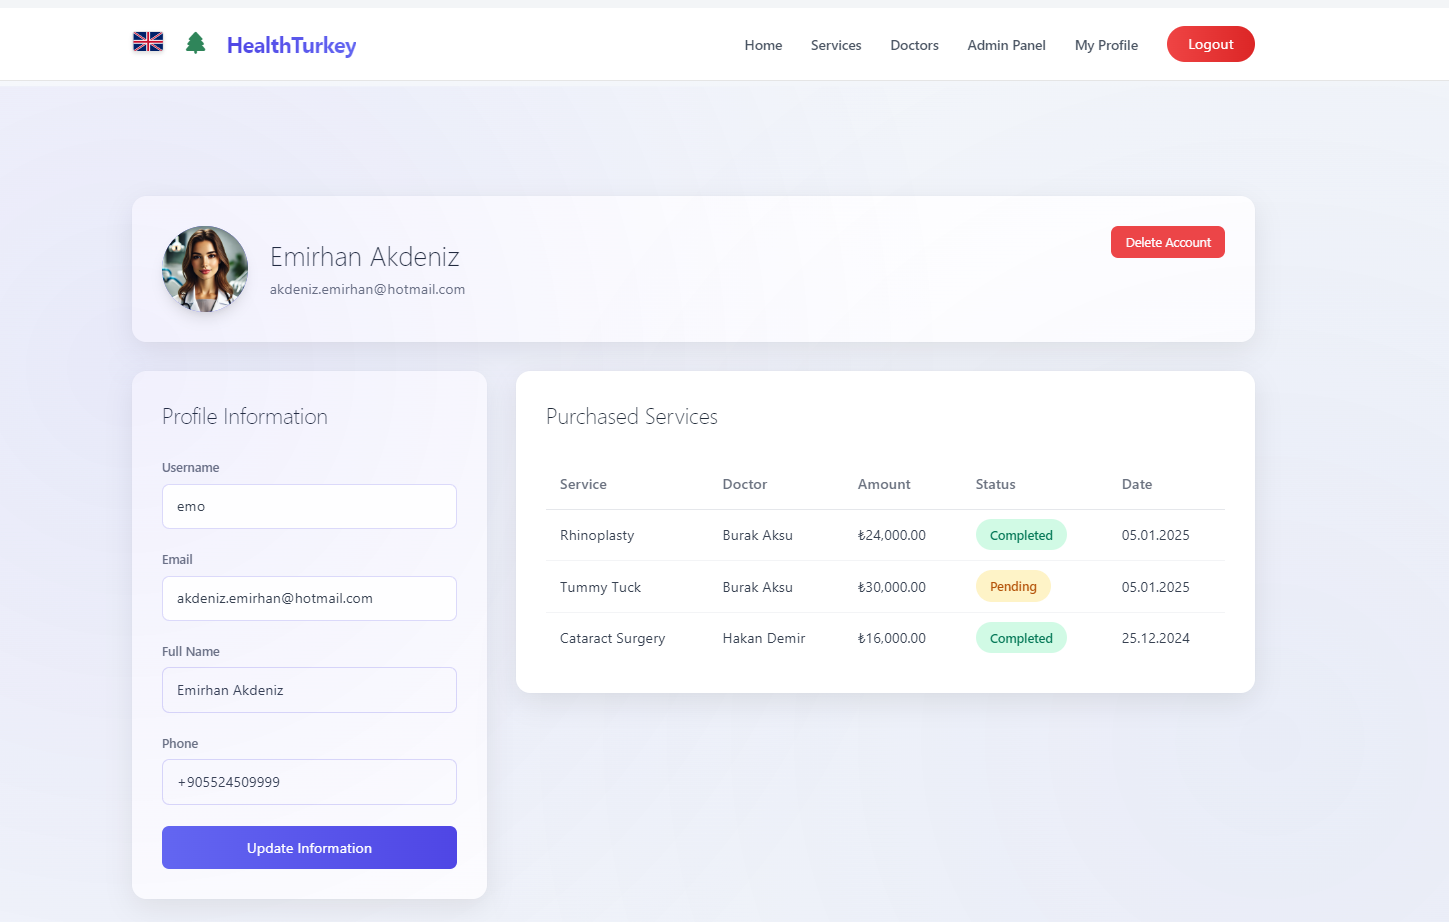 HealthTurkey
Home Services Doctors Admin Panel My Profile Logout
Emirhan Akdeniz
akdeniz.emirhan@hotmail.com
Delete Account
Profile Information
Username
emo
Email
akdeniz.emirhan@hotmail.com
Full Name
Emirhan Akdeniz
Phone
+905524509999
Update Information
Purchased Services
Service Doctor Amount Status Date
Rhinoplasty Burak Aksu ₺24,000.00 Completed 05.01.2025
Tummy Tuck Burak Aksu ₺30,000.00 Pending 05.01.2025
Cataract Surgery Hakan Demir ₺16,000.00 Completed 25.12.2024